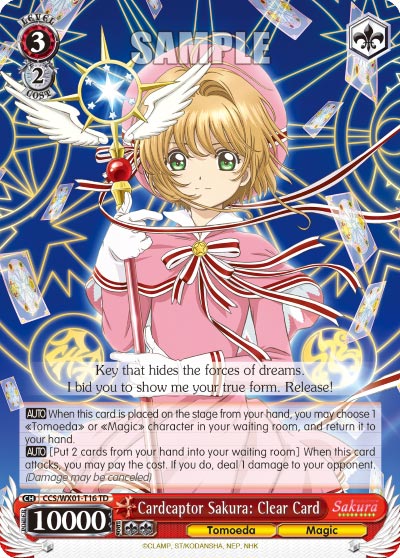 LEVEL
3
2
COST
SAMPLE
Sakura
Key that hides the forces of dreams.
I bid you to show me your true form. Release!
AUTO When this card is placed on the stage from your hand, you may choose 1
«Tomoeda» or «Magic» character in your waiting room, and return it
to your hand.
AUTO [Put 2 cards from your hand into your waiting room] When this card
attacks, you may pay the cost. If you do, deal 1 damage to your opponent.
(Damage may be canceled)
CH CCS/WX01-T16 TD
Cardcaptor Sakura: Clear Card
Sakura
POWER
10000
SOUL
Tomoeda
Magic
©CLAMP, ST/KODANSHA, NEP, NHK